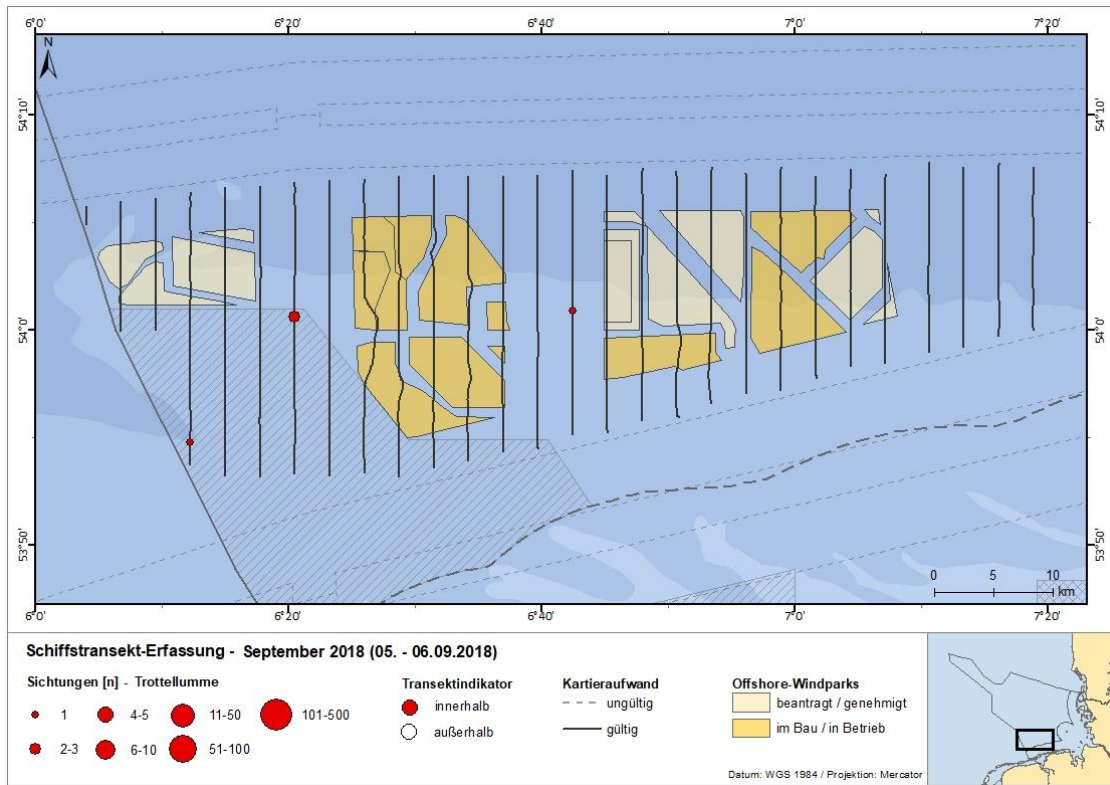 6°0' 6°20' 6°40' 7°0' 7°20'
N
54°10' 54°10'
54°0' 54°0'
53°50' 53°50'
0 5 10
km
6°0' 6°20' 6°40' 7°0' 7°20'
Schiffstransekt-Erfassung - September 2018 (05. - 06.09.2018)
Sichtungen [n] - Trottellumme
1 4-5 11-50 101-500
2-3 6-10 51-100
Transektindikator
innerhalb
außerhalb
Kartieraufwand
ungültig
gültig
Offshore-Windparks
beantragt / genehmigt
im Bau / in Betrieb
Datum: WGS 1984 / Projektion: Mercator